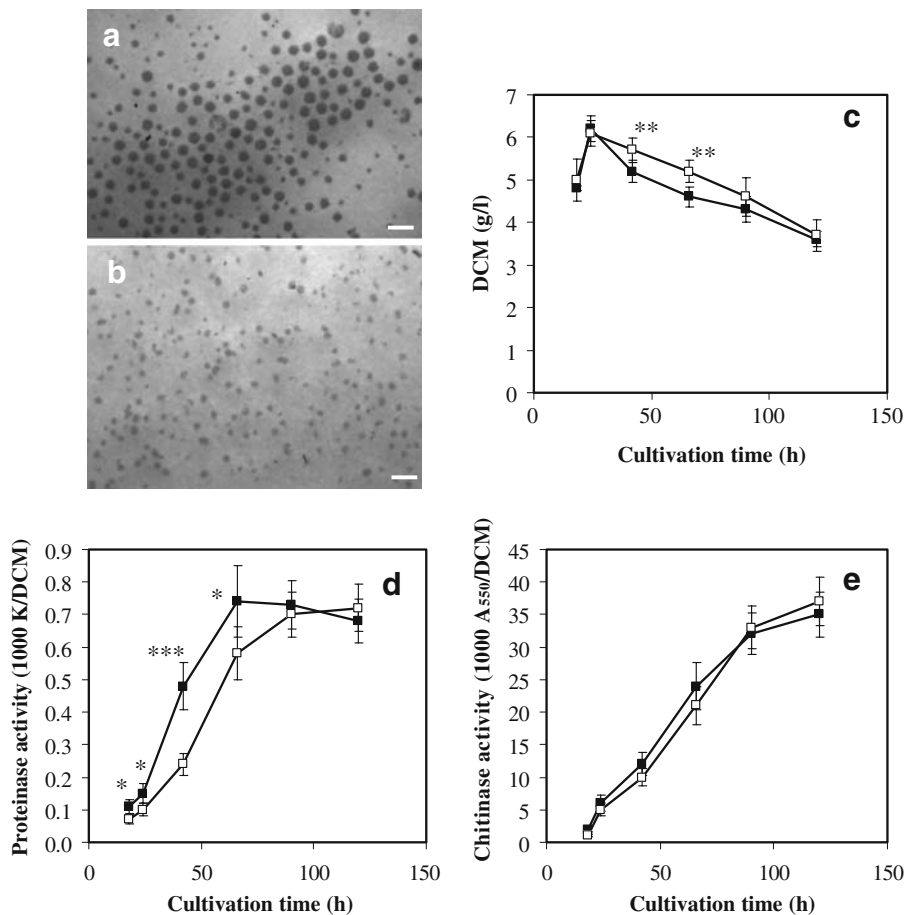 a
b
c
7
6
5
4
3
2
1
0
DCM (g/l)
**
**
0 50 100 150
Cultivation time (h)
d
0.9
0.8
0.7
0.6
0.5
0.4
0.3
0.2
0.1
0.0
Proteinase activity (1000 K/DCM)
*
*
***
*
0 50 100 150
Cultivation time (h)
e
45
40
35
30
25
20
15
10
5
0
Chitinase activity (1000 A550/DCM)
0 50 100 150
Cultivation time (h)